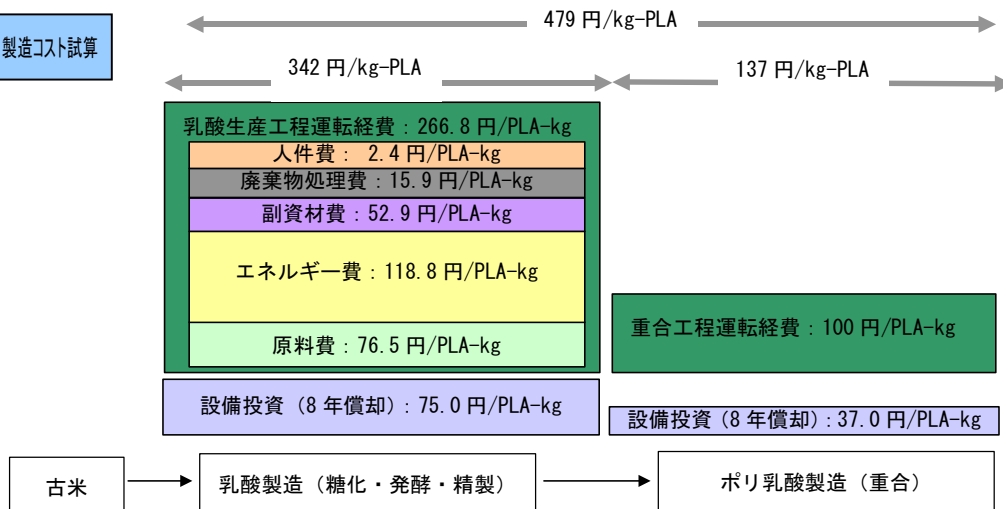 479 円/kg-PLA
製造コスト試算
342 円/kg-PLA
137 円/kg-PLA
乳酸生産工程運転経費：266.8 円/PLA-kg
人件費： 2.4 円/PLA-kg
廃棄物処理費：15.9 円/PLA-kg
副資材費：52.9 円/PLA-kg
エネルギー費：118.8 円/PLA-kg
原料費：76.5 円/PLA-kg
重合工程運転経費：100 円/PLA-kg
設備投資（8 年償却）：75.0 円/PLA-kg
設備投資（8 年償却）：37.0 円/PLA-kg
古米
乳酸製造（糖化・発酵・精製）
ポリ乳酸製造（重合）